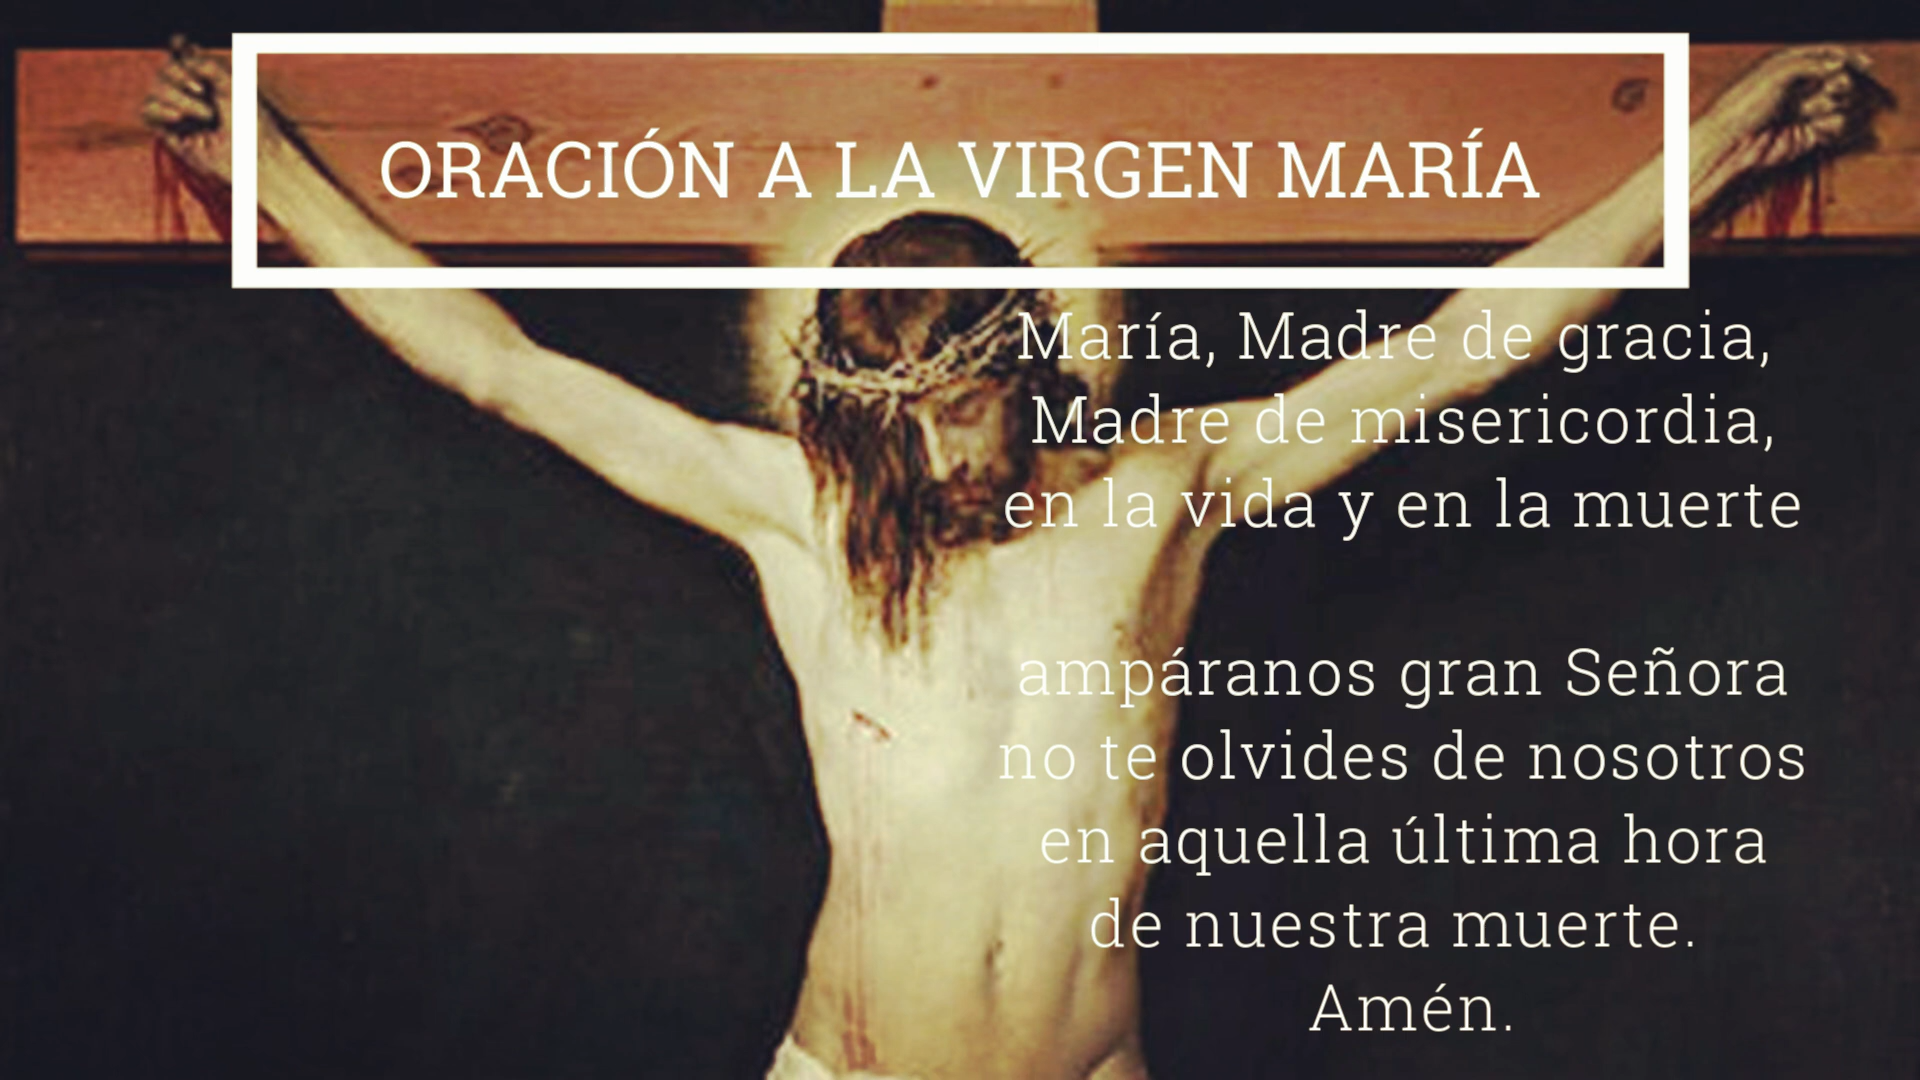 ORACIÓN A LA VIRGEN MARÍA
María, Madre de gracia,
Madre de misericordia,
en la vida y en la muerte
ampáranos gran Señora
no te olvides de nosotros
en aquella última hora
de nuestra muerte.
Amén.